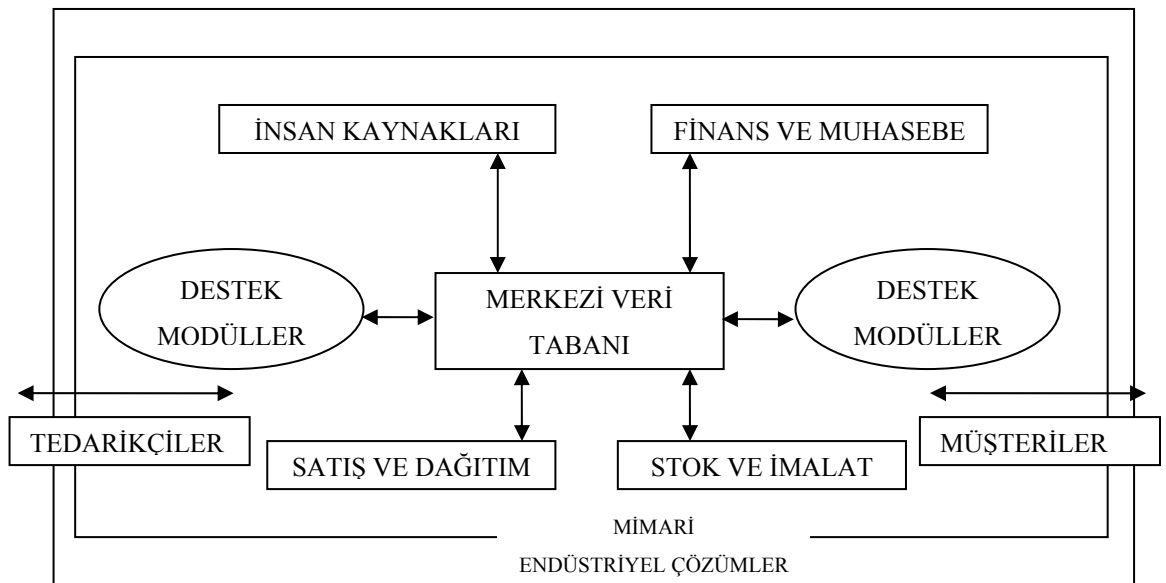 İNSAN KAYNAKLARI
FİNANS VE MUHASEBE
DESTEK
MODÜLLER
MERKEZİ VERİ
TABANI
DESTEK
MODÜLLER
TEDARİKÇİLER
MÜŞTERİLER
SATIŞ VE DAĞITIM
STOK VE İMALAT
MİMARİ
ENDÜSTRİYEL ÇÖZÜMLER